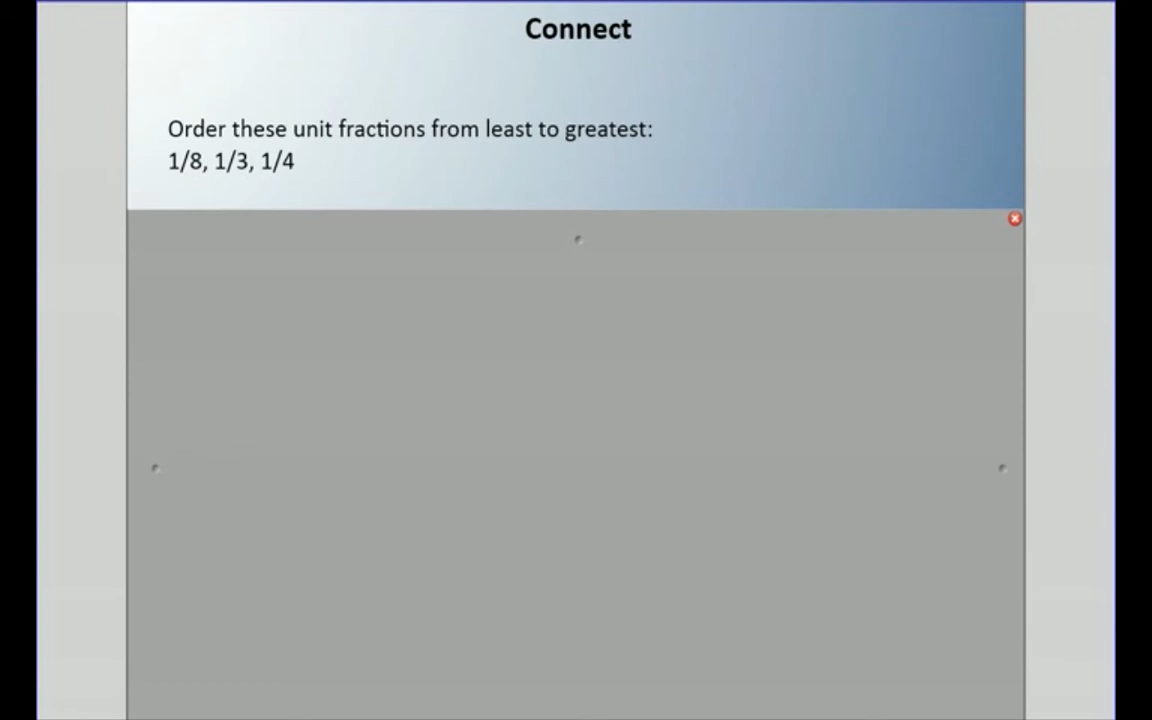 Connect
Order these unit fractions from least to greatest:
1/8, 1/3, 1/4